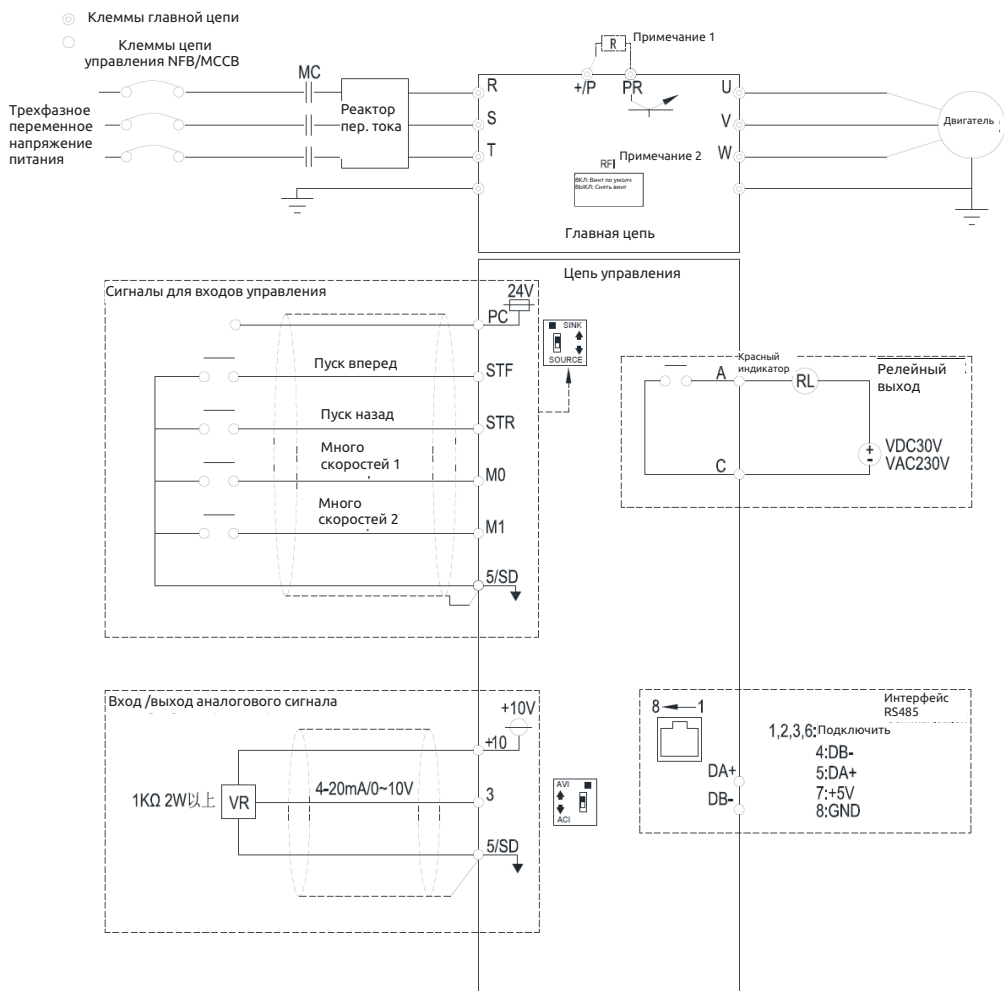 Клеммы главной цепи
Клеммы цепи
управления NFB/MCCB
MC
Трехфазное
переменное
напряжение
питания
Реактор
пер. тока
R
S
T
R
Примечание 1
+/P
PR
U
V
W
Двигатель
RFI
Примечание 2
ВКЛ: Винт по умолч
ВЫКЛ: Снять винт
Главная цепь
Цепь управления
Сигналы для входов управления
24V
PC
SINK
SOURCE
Пуск вперед
STF
Пуск назад
STR
Много
скоростей 1
M0
Много
скоростей 2
M1
5/SD
Красный
индикатор
A
RL
Релейный
выход
+
-
VDC30V
VAC230V
C
Вход /выход аналогового сигнала
+10V
+10
1KΩ 2W以上
VR
4-20mA/0~10V
3
AVI
ACI
5/SD
8
1
Интерфейс
RS485
1,2,3,6:Подключить
4:DB-
5:DA+
7:+5V
8:GND
DA+
DB-